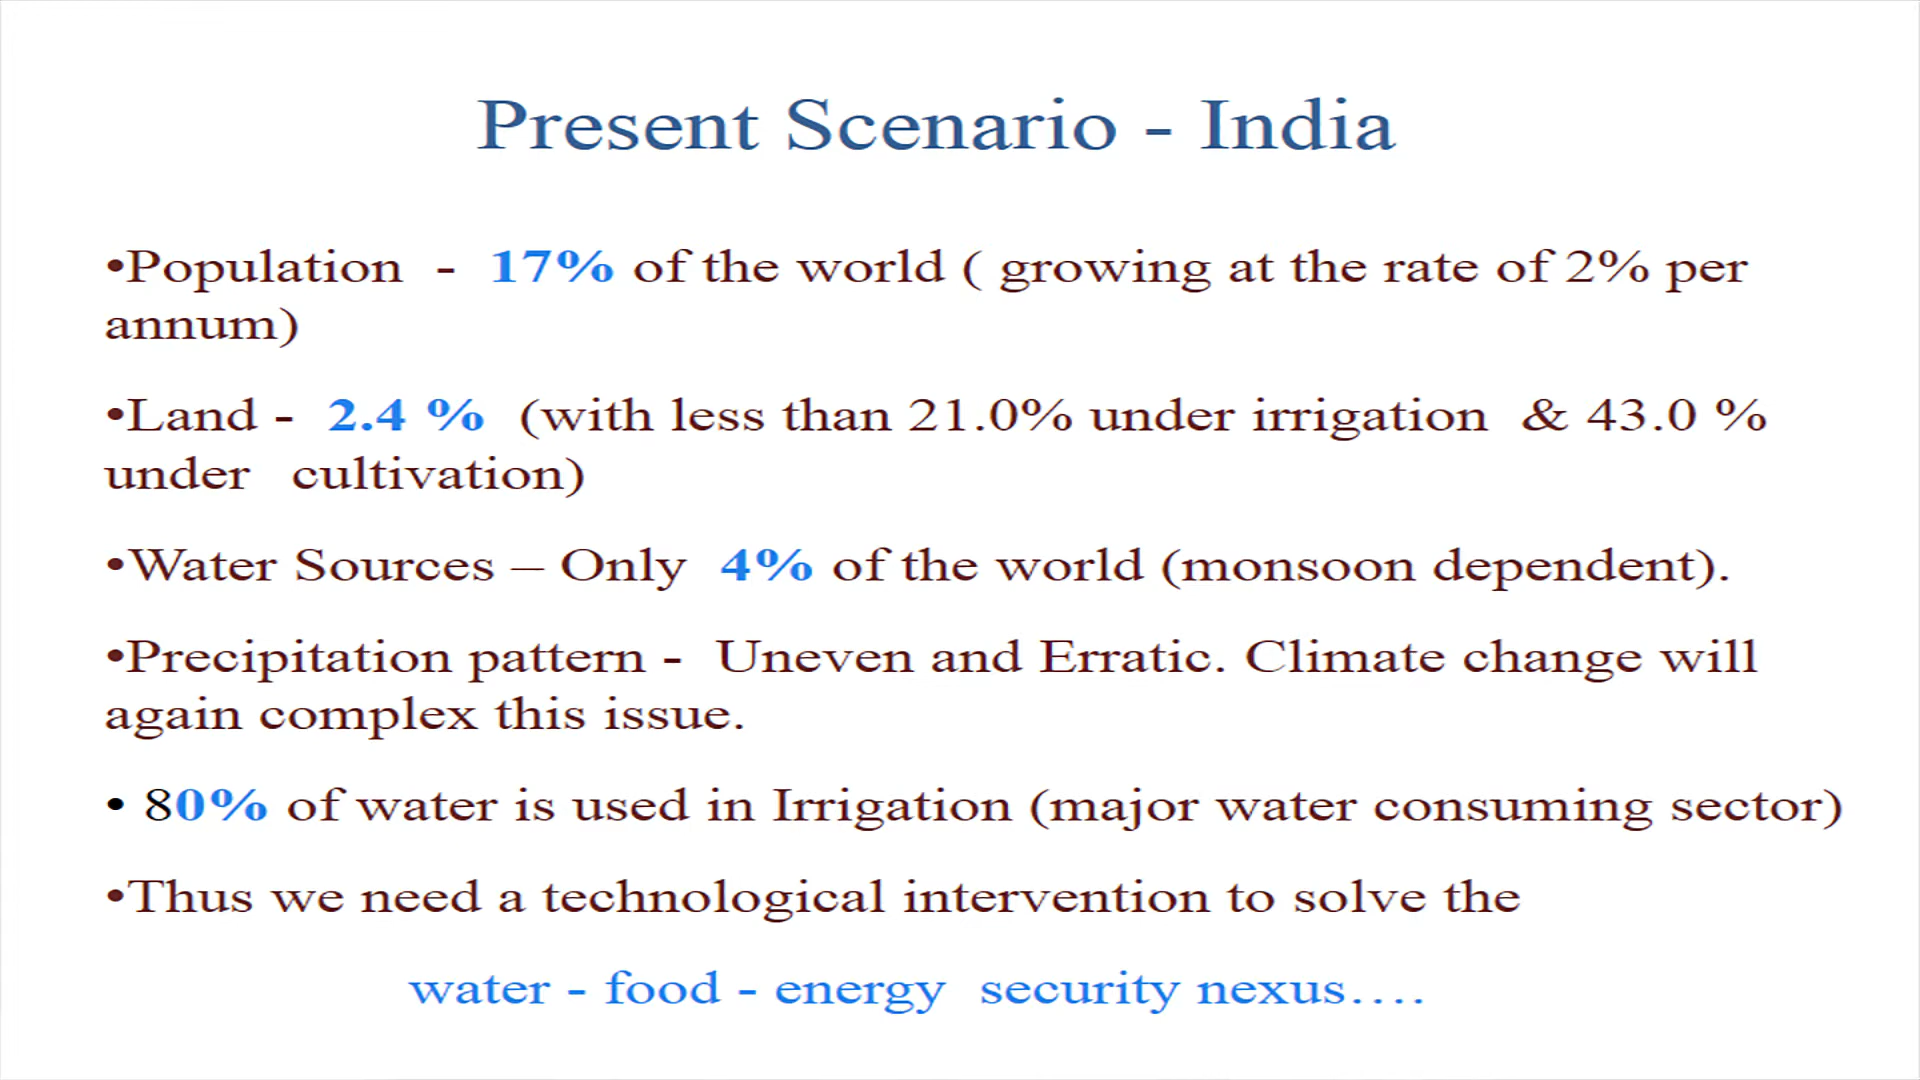 Present Scenario - India
•Population - 17% of the world ( growing at the rate of 2% per
annum)
•Land - 2.4 % (with less than 21.0% under irrigation & 43.0 %
under cultivation)
•Water Sources – Only 4% of the world (monsoon dependent).
•Precipitation pattern - Uneven and Erratic. Climate change will
again complex this issue.
• 80% of water is used in Irrigation (major water consuming sector)
•Thus we need a technological intervention to solve the
water - food - energy security nexus....